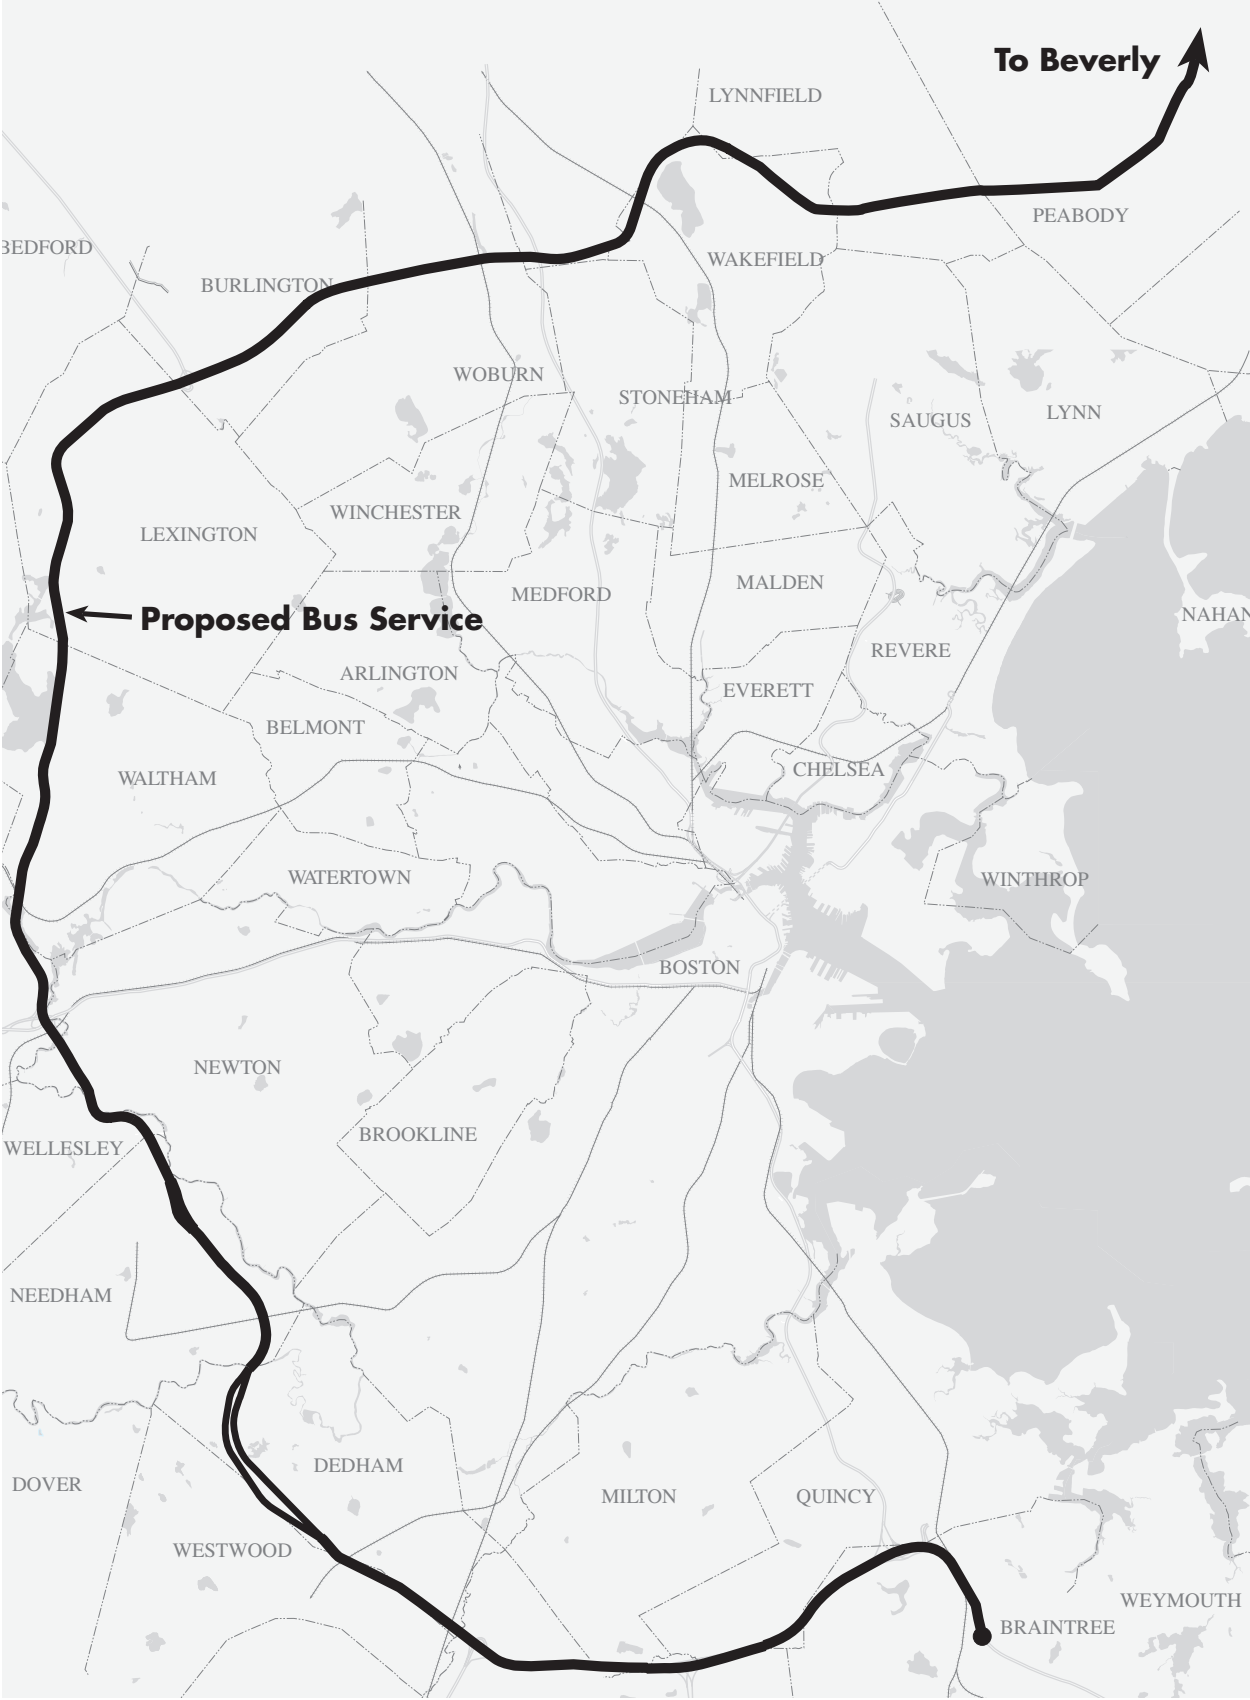 To Beverly
LYNNFIELD
PEABODY
BEDFORD
WAKEFIELD
BURLINGTON
WOBURN
STONEHAM
SAUGUS
LYNN
MELROSE
WINCHESTER
LEXINGTON
MALDEN
MEDFORD
NAHAN
Proposed Bus Service
REVERE
ARLINGTON
EVERETT
BELMONT
CHELSEA
WALTHAM
WATERTOWN
WINTHROP
BOSTON
NEWTON
BROOKLINE
WELLESLEY
NEEDHAM
DEDHAM
DOVER
MILTON
QUINCY
WESTWOOD
WEYMOUTH
BRAINTREE